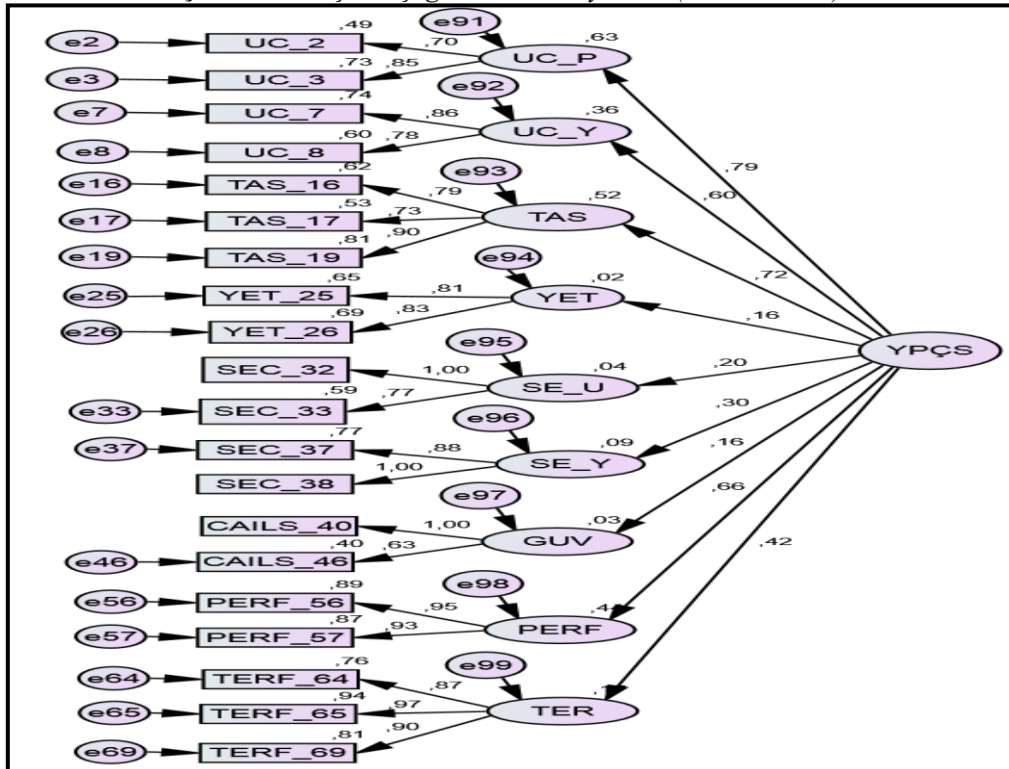 e91
,49
,63
e2
UC_2
,70
UC_P
,73
,85
e3
UC_3
e92
,74
,36
e7
UC_7
,86
UC_Y
,79
,60
,78
e8
UC_8
,60
,62
e93
e16
TAS_16
,79
,52
,53
,73
e17
TAS_17
TAS
,81
,90
e19
TAS_19
e94
,72
,65
,02
e25
YET_25
,81
YET
,69
,83
,16
e26
YET_26
YPÇS
e95
,04
,20
SEC_32
1,00
SE_U
,59
,77
,30
e33
SEC_33
e96
,77
,09
,16
e37
SEC_37
,88
SE_Y
1,00
,66
SEC_38
e97
,03
CAILS_40
1,00
GUV
,40
,63
,42
e46
CAILS_46
e98
,89
e56
PERF_56
,95
PERF
,87
,93
e57
PERF_57
e99
,76
e64
TERF_64
,87
,94
,97
e65
TERF_65
TER
,81
,90
e69
TERF_69